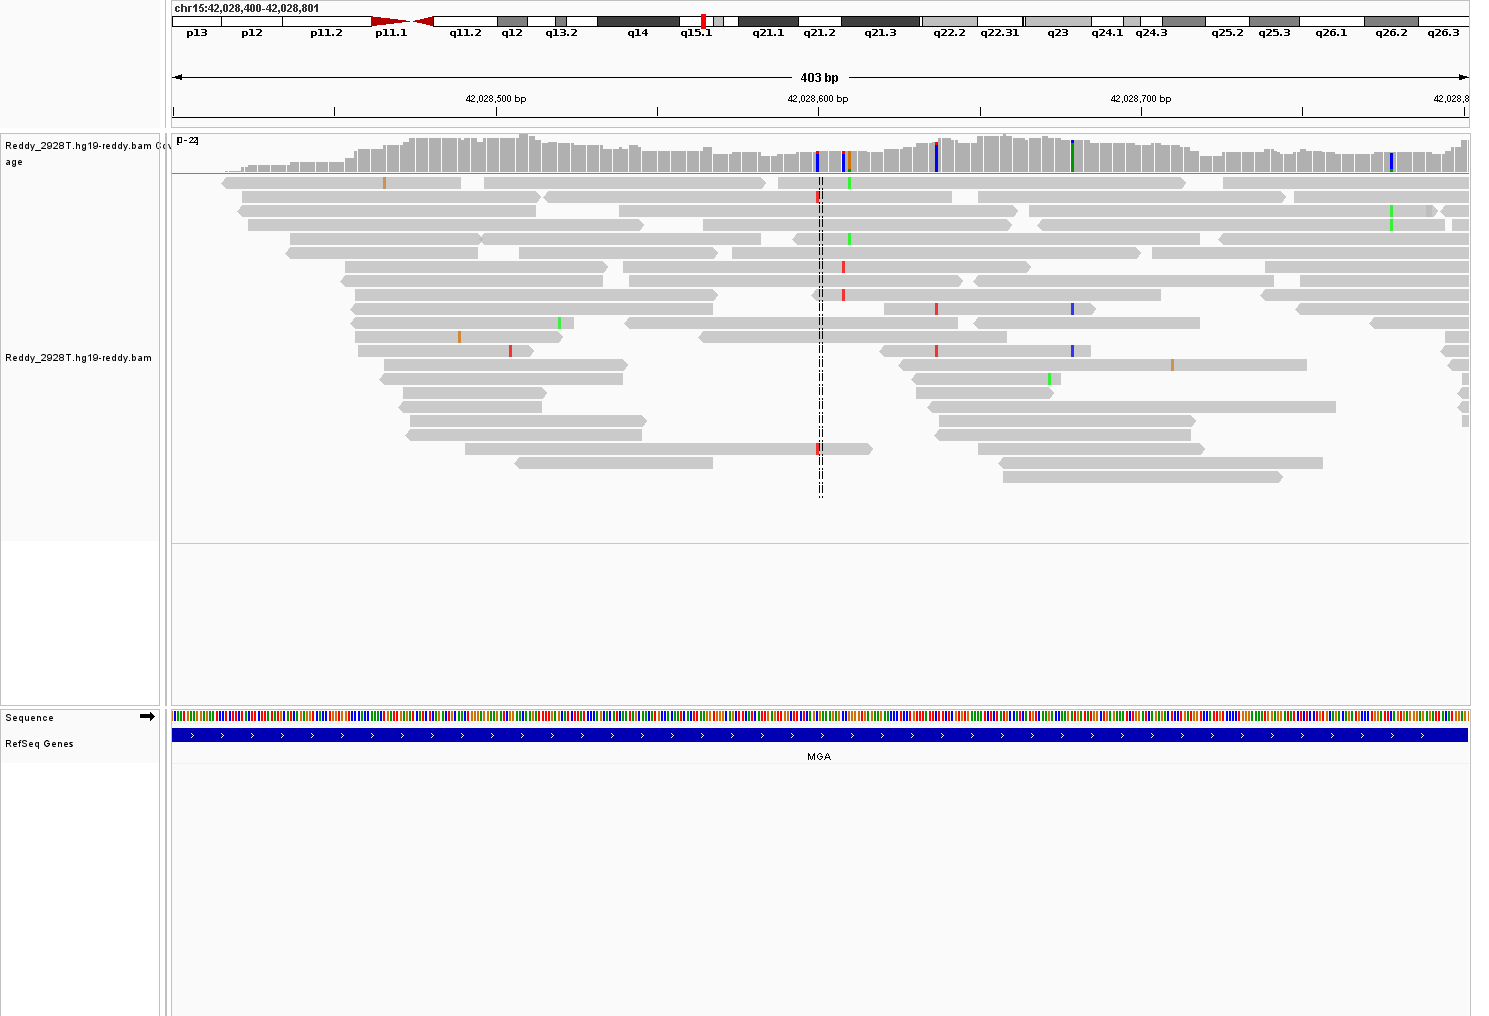 chr15:42,028,400-42,028,801
p13 p12 p11.2 p11.1 q11.2 q12 q13.2 q14 q15.1 q21.1 q21.2 q21.3 q22.2 q22.31 q23 q24.1 q24.3 q25.2 q25.3 q26.1 q26.2 q26.3
403 bp
42,028,500 bp 42,028,600 bp 42,028,700 bp 42,028,8
Reddy_2928T.hg19-reddy.bam Cov
age
[0-22]
Reddy_2928T.hg19-reddy.bam
Sequence
RefSeq Genes
MGA